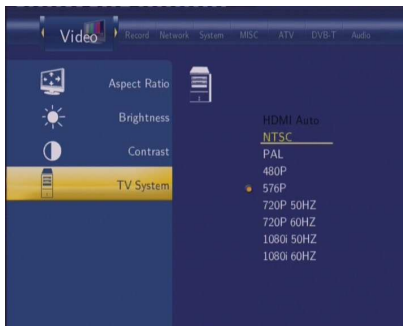 Video Record Network System MISC ATV DVB-T Audio
Aspect Ratio
Brightness
Contrast
TV System
HDMI Auto
NTSC
PAL
480P
576P
720P 50HZ
720P 60HZ
1080i 50HZ
1080i 60HZ